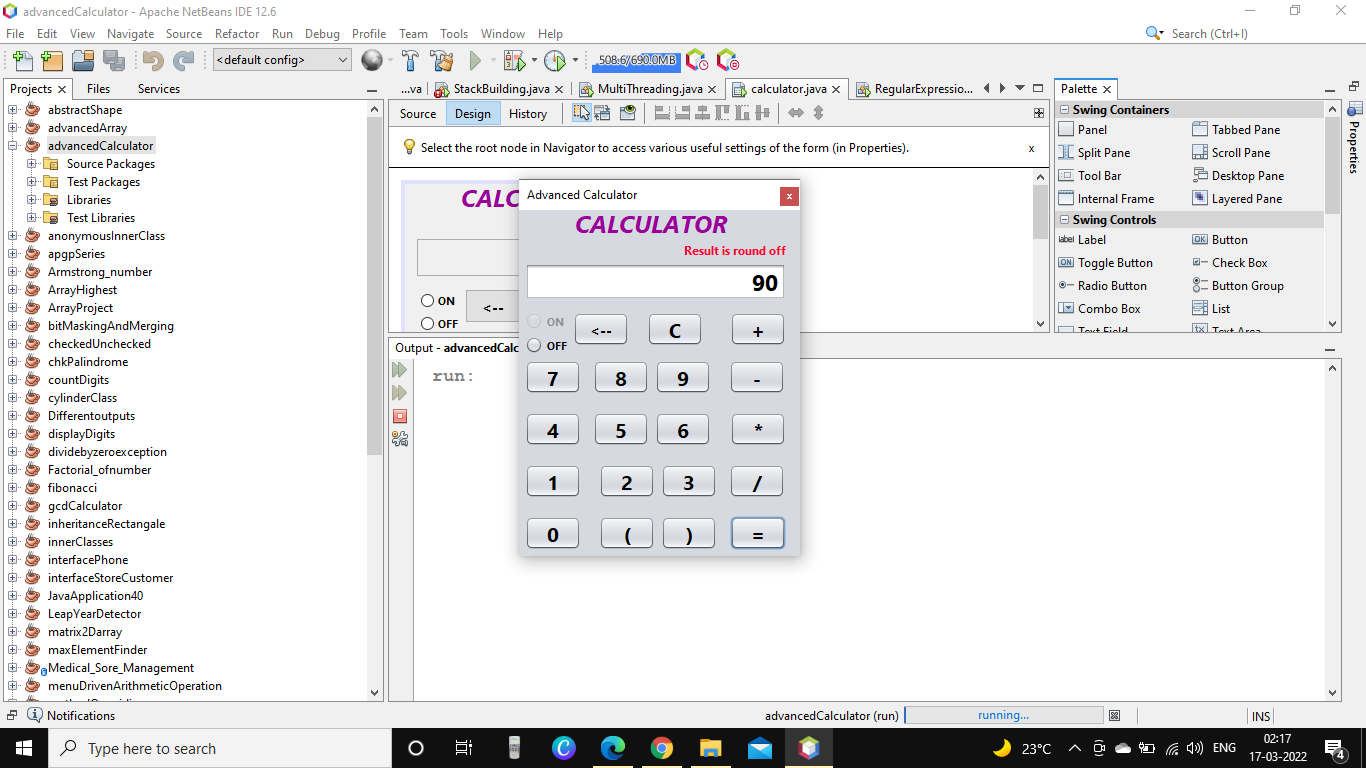 advancedCalculator - Apache NetBeans IDE 12.6
File Edit View Navigate Source Refactor Run Debug Profile Team Tools Window Help
Search (Ctrl+I)
<default config>
508.6/690.0MB
Projects
Files
Services
abstractShape
advancedArray
advancedCalculator
Source Packages
Test Packages
Libraries
Test Libraries
anonymousInnerClass
apgpSeries
Armstrong_number
ArrayHighest
ArrayProject
bitMaskingAndMerging
checkedUnchecked
chkPalindrome
countDigits
cylinderClass
Differentoutputs
displayDigits
dividebyzeroexception
Factorial_ofnumber
fibonacci
gcdCalculator
inheritanceRectangale
innerClasses
interfacePhone
interfaceStoreCustomer
JavaApplication40
LeapYearDetector
matrix2Darray
maxElementFinder
Medical_Sore_Management
menuDrivenArithmeticOperation
...va StackBuilding.java MultiThreading.java calculator.java RegularExpressio...
Source Design History
Select the root node in Navigator to access various useful settings of the form (in Properties). x
CALC
ON
OFF
<--
Advanced Calculator x
CALCULATOR
Result is round off
90
ON
OFF
<-- C +
7 8 9 -
4 5 6 *
1 2 3 /
0 ( ) =
Output - advancedCalc
run:
Palette
Swing Containers
Panel Tabbed Pane
Split Pane Scroll Pane
Tool Bar Desktop Pane
Internal Frame Layered Pane
Swing Controls
label Label OK Button
ON Toggle Button Check Box
Radio Button Button Group
Combo Box List
Text Field Text Area
Properties
Notifications
advancedCalculator (run) running... INS
Type here to search
23°C ENG 02:17
17-03-2022
4